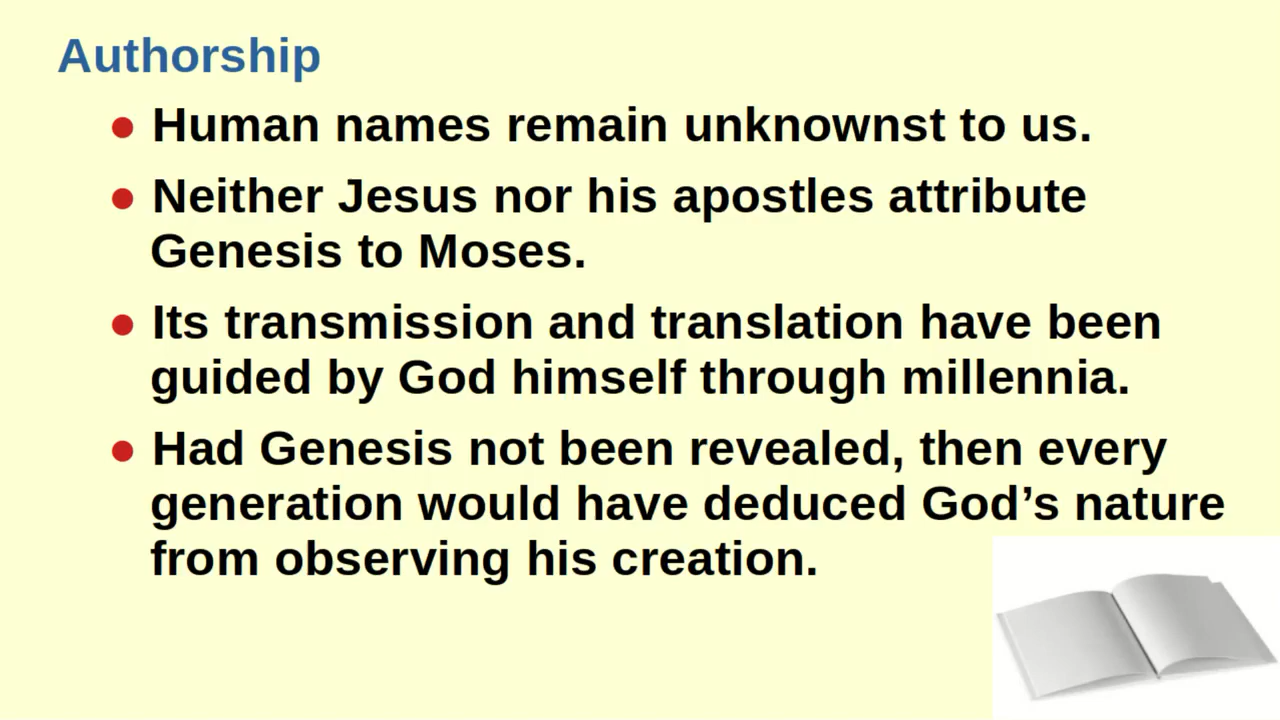 Authorship
● Human names remain unknownst to us.
● Neither Jesus nor his apostles attribute
Genesis to Moses.
● Its transmission and translation have been
guided by God himself through millennia.
● Had Genesis not been revealed, then every
generation would have deduced God’s nature
from observing his creation.